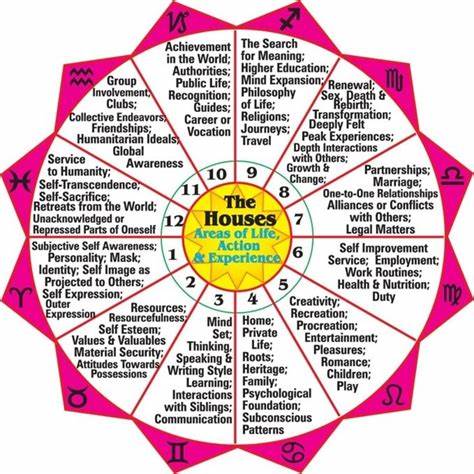 The
Houses
Areas of Life,
Action
& Experience
1
Subjective Self Awareness;
Personality; Mask;
Identity; Self Image as
Projected to Others;
Self Expression;
Outer
Expression
2
Resources;
Resourcefulness;
Self Esteem;
Values & Valuables
Material Security;
Attitudes Towards
Possessions
3
Mind
Set;
Thinking,
Speaking &
Writing Style
Learning;
Interactions
with Siblings;
Communication
4
Home;
Private
Life;
Roots;
Heritage;
Family;
Psychological
Foundation;
Subconscious
Patterns
5
Creativity;
Recreation;
Procreation;
Entertainment;
Pleasures;
Romance;
Children;
Play
6
Self Improvement
Service; Employment;
Work Routines;
Health & Nutrition;
Duty
7
Partnerships;
Marriage;
One-to-One Relationships
Alliances or Conflicts
with Others;
Legal Matters
8
Renewal;
Sex, Death &
Rebirth;
Transformation;
Deeply Felt
Peak Experiences;
Depth Interactions
with Others;
Growth &
Change;
9
The Search
for Meaning;
Higher Education;
Mind Expansion;
Philosophy
of Life;
Religions;
Journeys;
Travel
10
Achievement
in the World;
Authorities;
Public Life;
Recognition;
Guides;
Career or
Vocation
11
Group
Involvement;
Clubs;
Collective Endeavors;
Friendships;
Humanitarian Ideals;
Global
Awareness
12
Service
to Humanity;
Self-Transcendence,
Self-Sacrifice;
Retreats from the World;
Unacknowledged or
Repressed Parts of Oneself
♑
♐
♏
♎
♍
♌
♋
♊
♉
♈
♓
♒